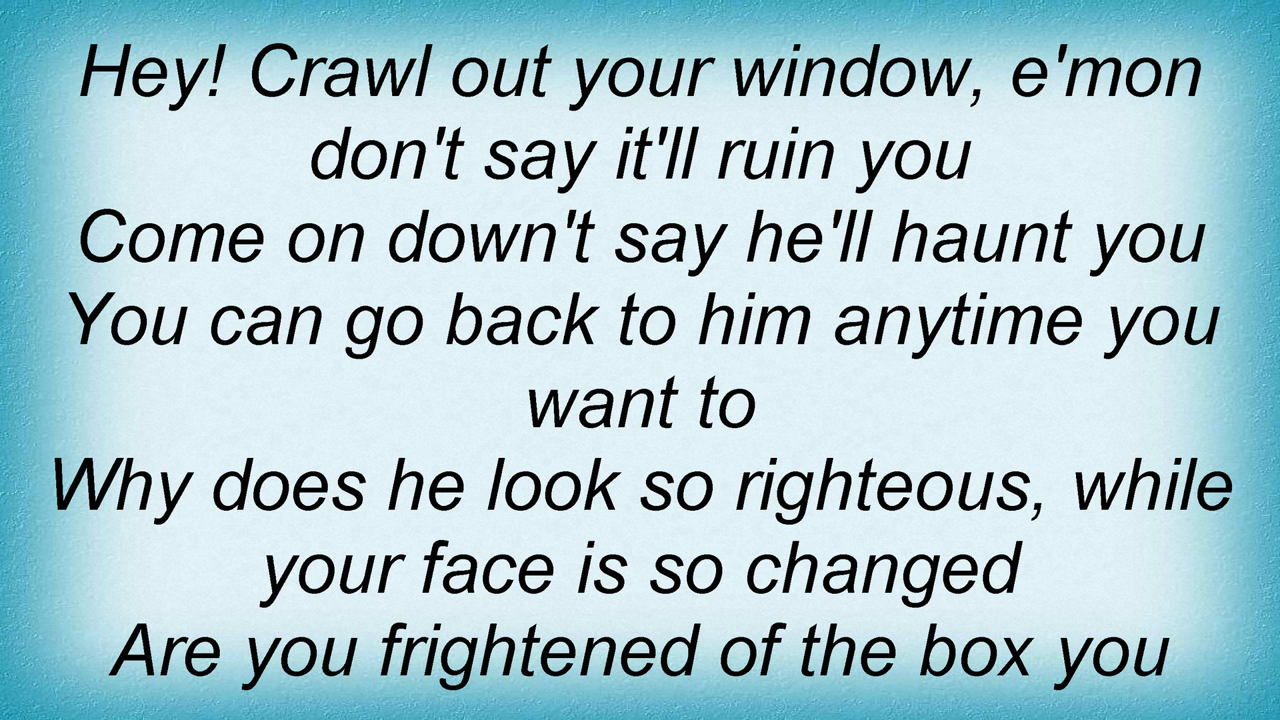 Hey! Crawl out your window, e'mon
don't say it'll ruin you
Come on down't say he'll haunt you
You can go back to him anytime you
want to
Why does he look so righteous, while
your face is so changed
Are you frightened of the box you